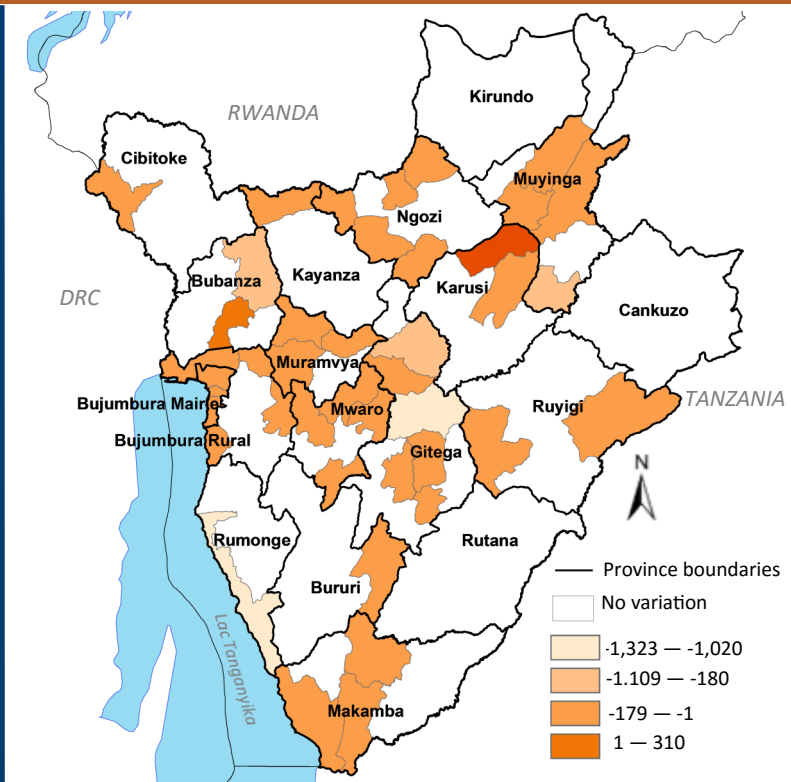 Kirundo
RWANDA
Cibitoke
Muyinga
Ngozi
Kayanza
Bubanza
Karusi
DRC
Cankuzo
Muramvya
Bujumbura Mairie
Mwaro
Ruyigi
TANZANIA
Bujumbura Rural
Gitega
N
Rumonge
Rutana
Bururi
Lac Tanganyika
Makamba
Province boundaries
No variation
-1,323 — -1,020
-1.109 — -180
-179 — -1
1 — 310